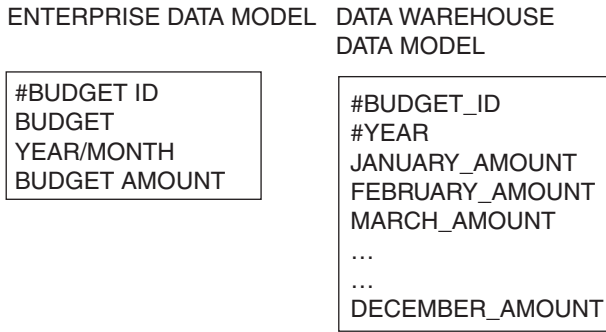 ENTERPRISE DATA MODEL
#BUDGET ID
BUDGET
YEAR/MONTH
BUDGET AMOUNT
DATA WAREHOUSE
DATA MODEL
#BUDGET_ID
#YEAR
JANUARY_AMOUNT
FEBRUARY_AMOUNT
MARCH_AMOUNT
…
…
DECEMBER_AMOUNT